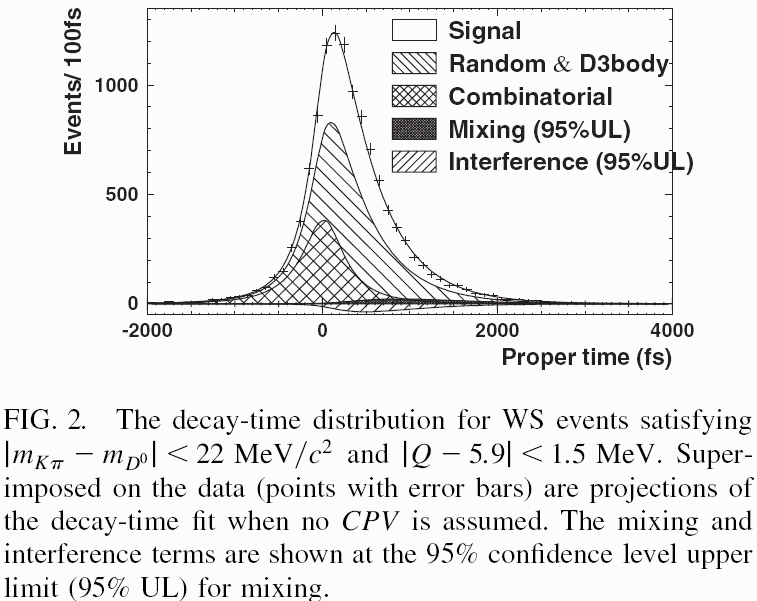 Events/ 100fs
1000
500
0
Signal
Random & D3body
Combinatorial
Mixing (95%UL)
Interference (95%UL)
-2000 0 2000 4000
Proper time (fs)
FIG. 2. The decay-time distribution for WS events satisfying
|m_{Kπ} − m_{D⁰}| < 22 MeV/c² and |Q − 5.9| < 1.5 MeV. Super-
imposed on the data (points with error bars) are projections of
the decay-time fit when no CPV is assumed. The mixing and
interference terms are shown at the 95% confidence level upper
limit (95% UL) for mixing.